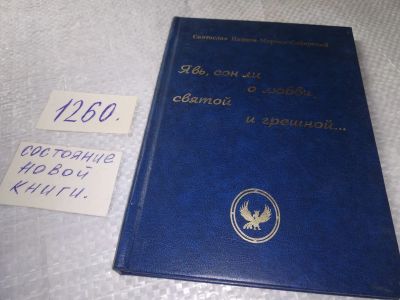 1260.
состояние
новой
книги.
Явь, сон ли
о любви
святой
и грешной...